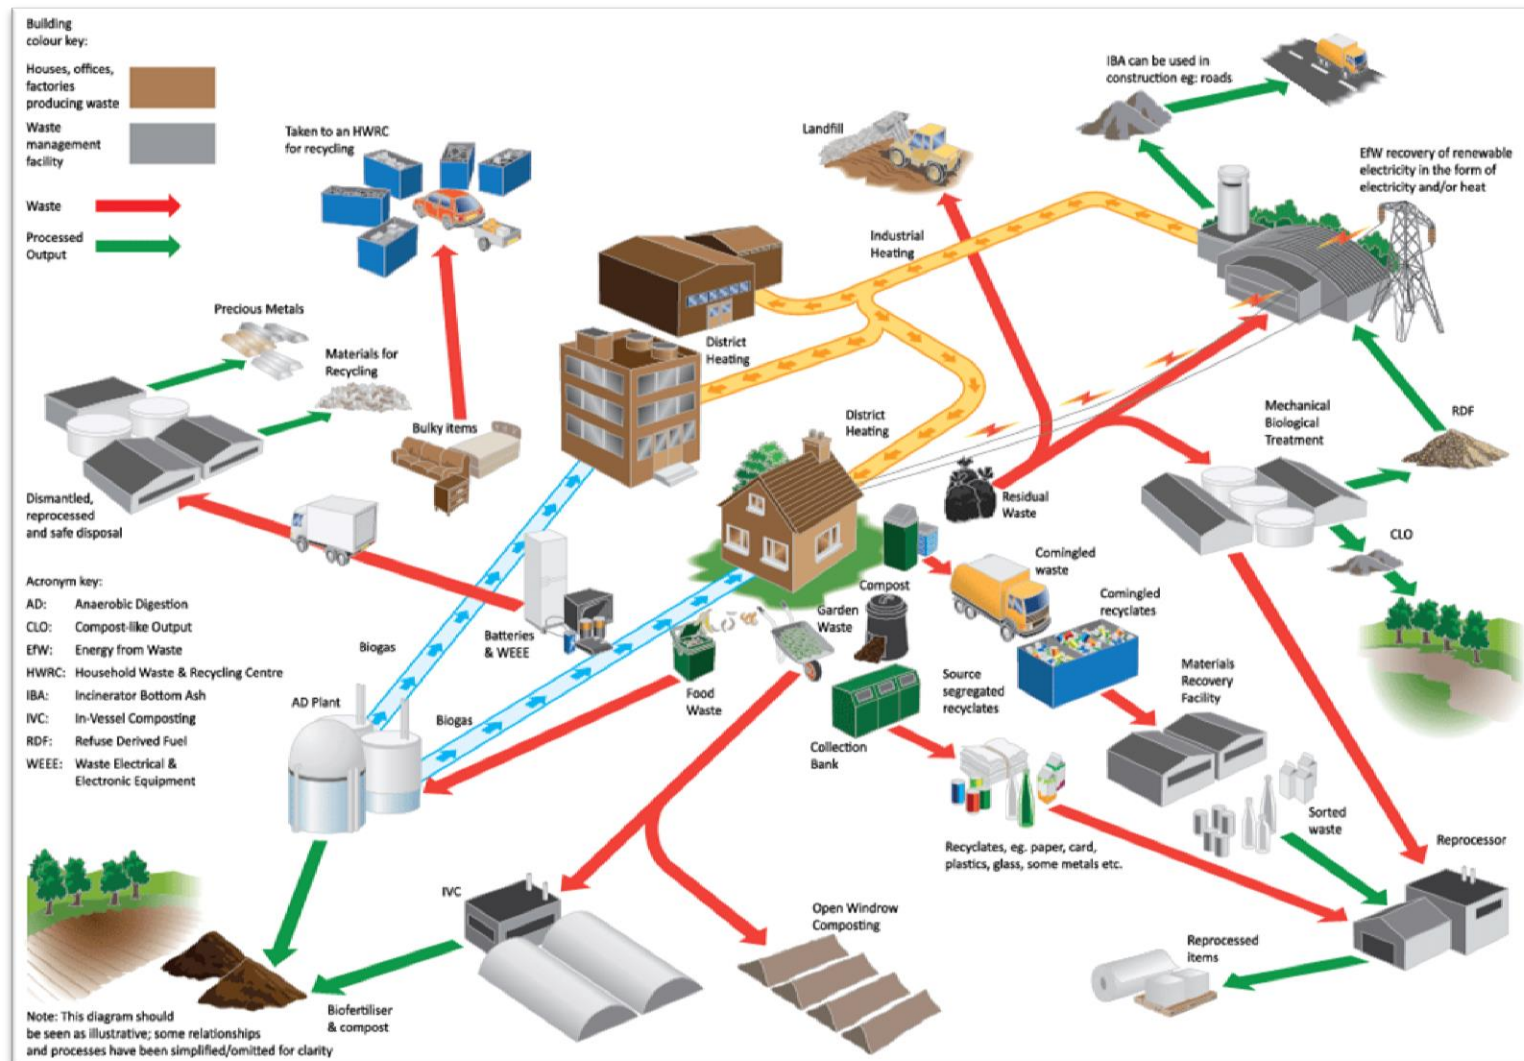 Building
colour key:
Houses, offices,
factories
producing waste
Waste
management
facility
Waste
Processed
Output
Taken to an HWRC
for recycling
Landfill
IBA can be used in
construction eg: roads
EfW recovery of renewable
electricity in the form of
electricity and/or heat
Industrial
Heating
Precious Metals
Materials for
Recycling
District
Heating
Bulky items
District
Heating
Mechanical
Biological
Treatment
RDF
Dismantled,
reprocessed
and safe disposal
Residual
Waste
CLO
Comingled
waste
Compost
Comingled
recyclates
Garden
Waste
Acronym key:
AD: Anaerobic Digestion
CLO: Compost-like Output
EfW: Energy from Waste
HWRC: Household Waste & Recycling Centre
IBA: Incinerator Bottom Ash
IVC: In-Vessel Composting
RDF: Refuse Derived Fuel
WEEE: Waste Electrical &
Electronic Equipment
Biogas
Batteries
& WEEE
Materials
Recovery
Facility
Source
segregated
recyclates
Food
Waste
AD Plant
Biogas
Collection
Bank
Sorted
waste
Recyclates, eg. paper, card,
plastics, glass, some metals etc.
Reprocessor
IVC
Open Windrow
Composting
Reprocessed
items
Biofertiliser
& compost
Note: This diagram should
be seen as illustrative; some relationships
and processes have been simplified/omitted for clarity